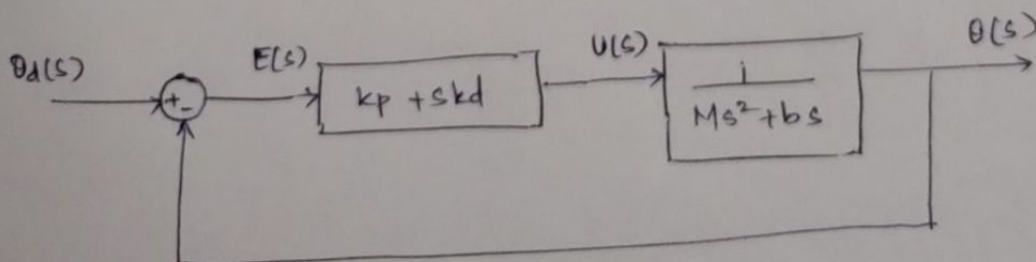 θd(s)
E(s)
kp + skd
U(s)
1
Ms²+bs
θ(s)
+
-